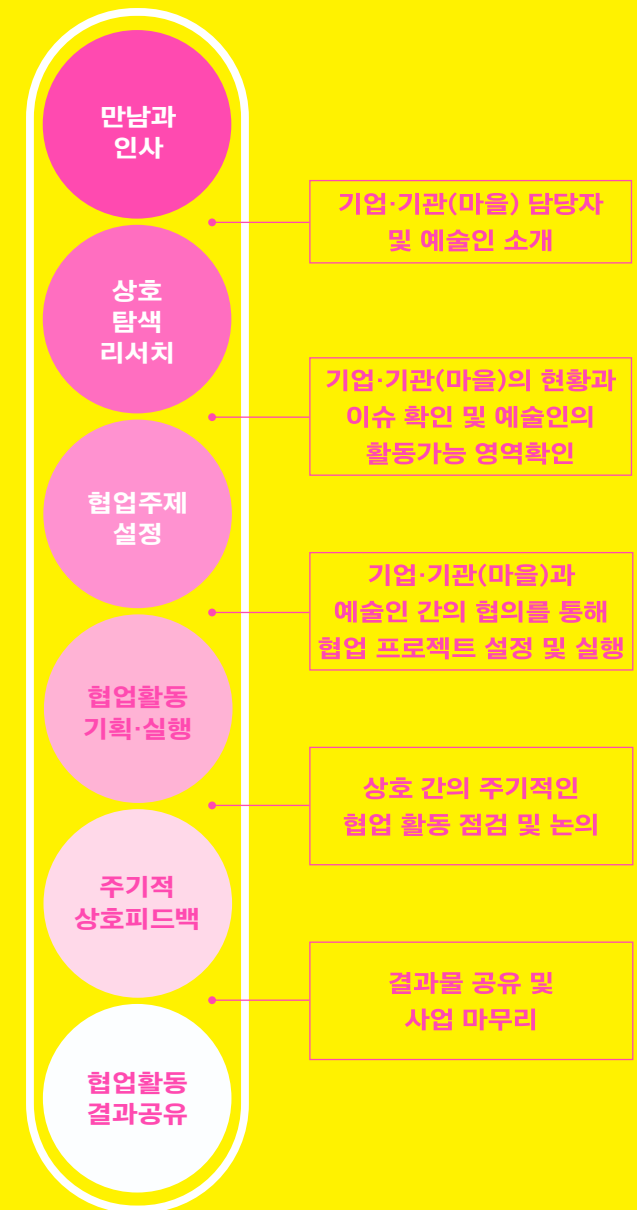 만남과
인사
기업·기관(마을) 담당자
및 예술인 소개
상호
탐색
리서치
기업·기관(마을)의 현황과
이슈 확인 및 예술인의
활동가능 영역확인
협업주제
설정
기업·기관(마을)과
예술인 간의 협의를 통해
협업 프로젝트 설정 및 실행
협업활동
기획·실행
상호 간의 주기적인
협업 활동 점검 및 논의
주기적
상호피드백
결과물 공유 및
사업 마무리
협업활동
결과공유